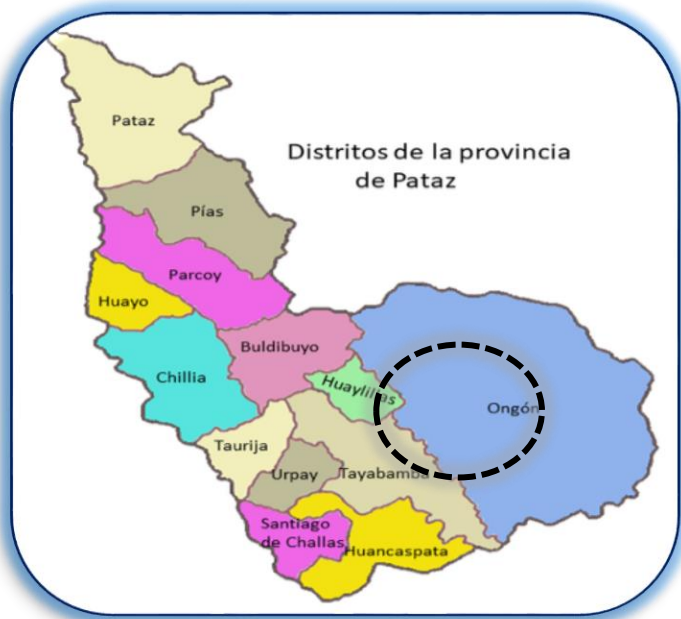 Distritos de la provincia
de Pataz
Pataz
Pías
Parcoy
Huayo
Buldibuyo
Chillia
Huaylillas
Ongón
Taurija
Urpay
Tayabamba
Santiago
de Challas
Huancaspata